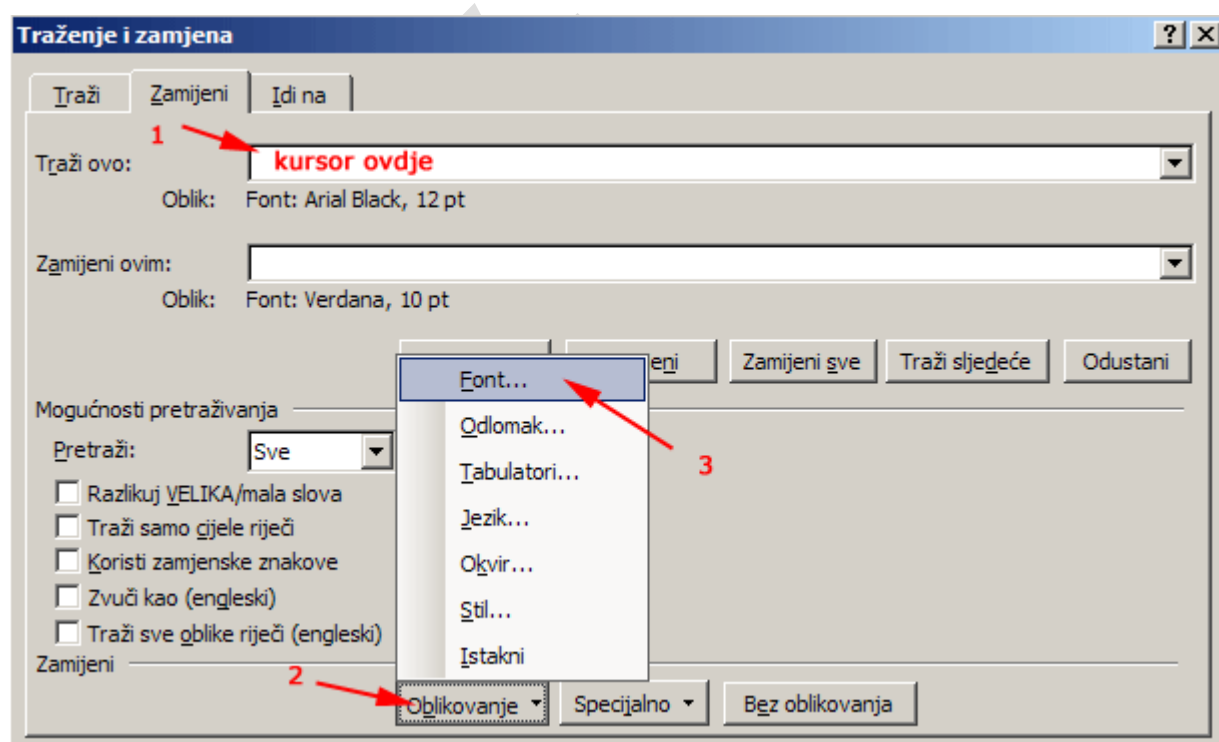 Traženje i zamjena
Traži Zamijeni Idi na
1
Traži ovo: kursor ovdje
Oblik: Font: Arial Black, 12 pt
Zamijeni ovim:
Oblik: Font: Verdana, 10 pt
eni Zamijeni sve Traži sljedeće Odustani
Font...
Mogućnosti pretraživanja
Odlomak...
Pretraži: Sve
3
Tabulatori...
Razlikuj VELIKA/mala slova
Jezik...
Traži samo cijele riječi
Koristi zamjenske znakove
Okvir...
Zvuči kao (engleski)
Stil...
Traži sve oblike riječi (engleski)
Istakni
Zamijeni
2
Oblikovanje Specijalno Bez oblikovanja